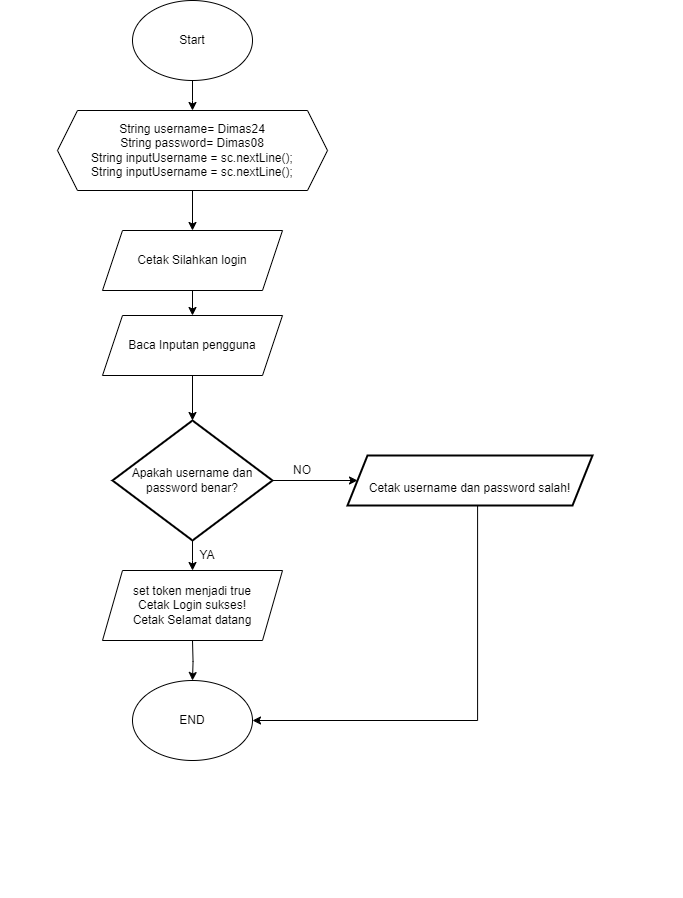 Start
String username= Dimas24
String password= Dimas08
String inputUsername = sc.nextLine();
String inputUsername = sc.nextLine();
Cetak Silahkan login
Baca Inputan pengguna
Apakah username dan
password benar?
NO
Cetak username dan password salah!
YA
set token menjadi true
Cetak Login sukses!
Cetak Selamat datang
END